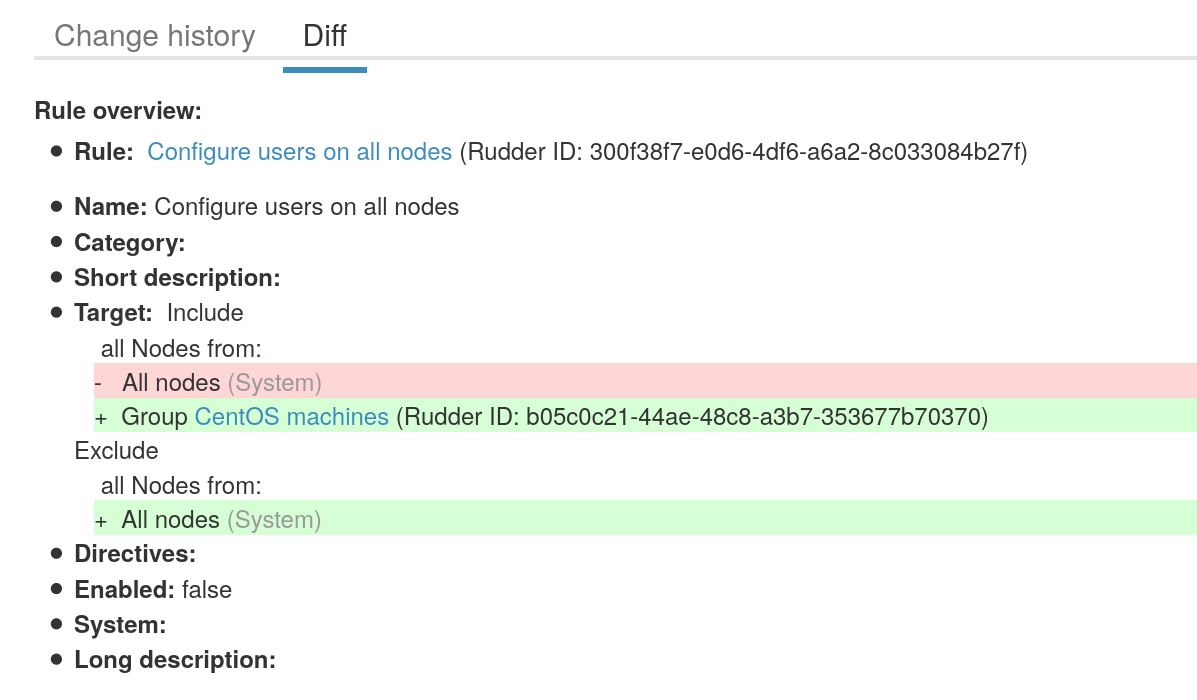 Change history Diff
Rule overview:
Rule: Configure users on all nodes (Rudder ID: 300f38f7-e0d6-4df6-a6a2-8c033084b27f)
Name: Configure users on all nodes
Category:
Short description:
Target: Include
all Nodes from:
- All nodes (System)
+ Group CentOS machines (Rudder ID: b05c0c21-44ae-48c8-a3b7-353677b70370)
Exclude
all Nodes from:
+ All nodes (System)
Directives:
Enabled: false
System:
Long description: